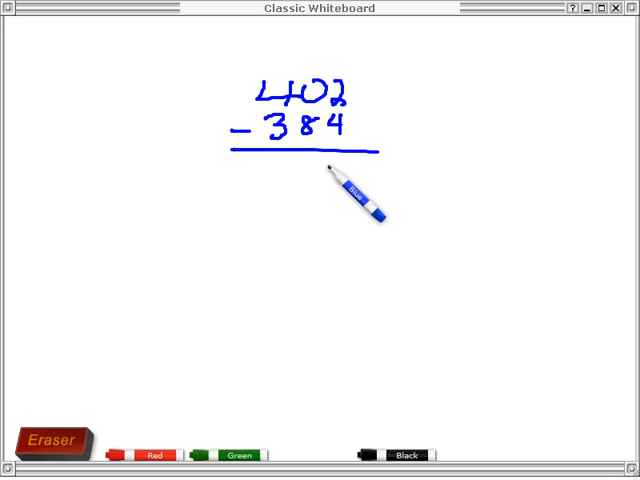 Classic Whiteboard
?
402
- 384
Blue
Eraser
Red
Green
Black